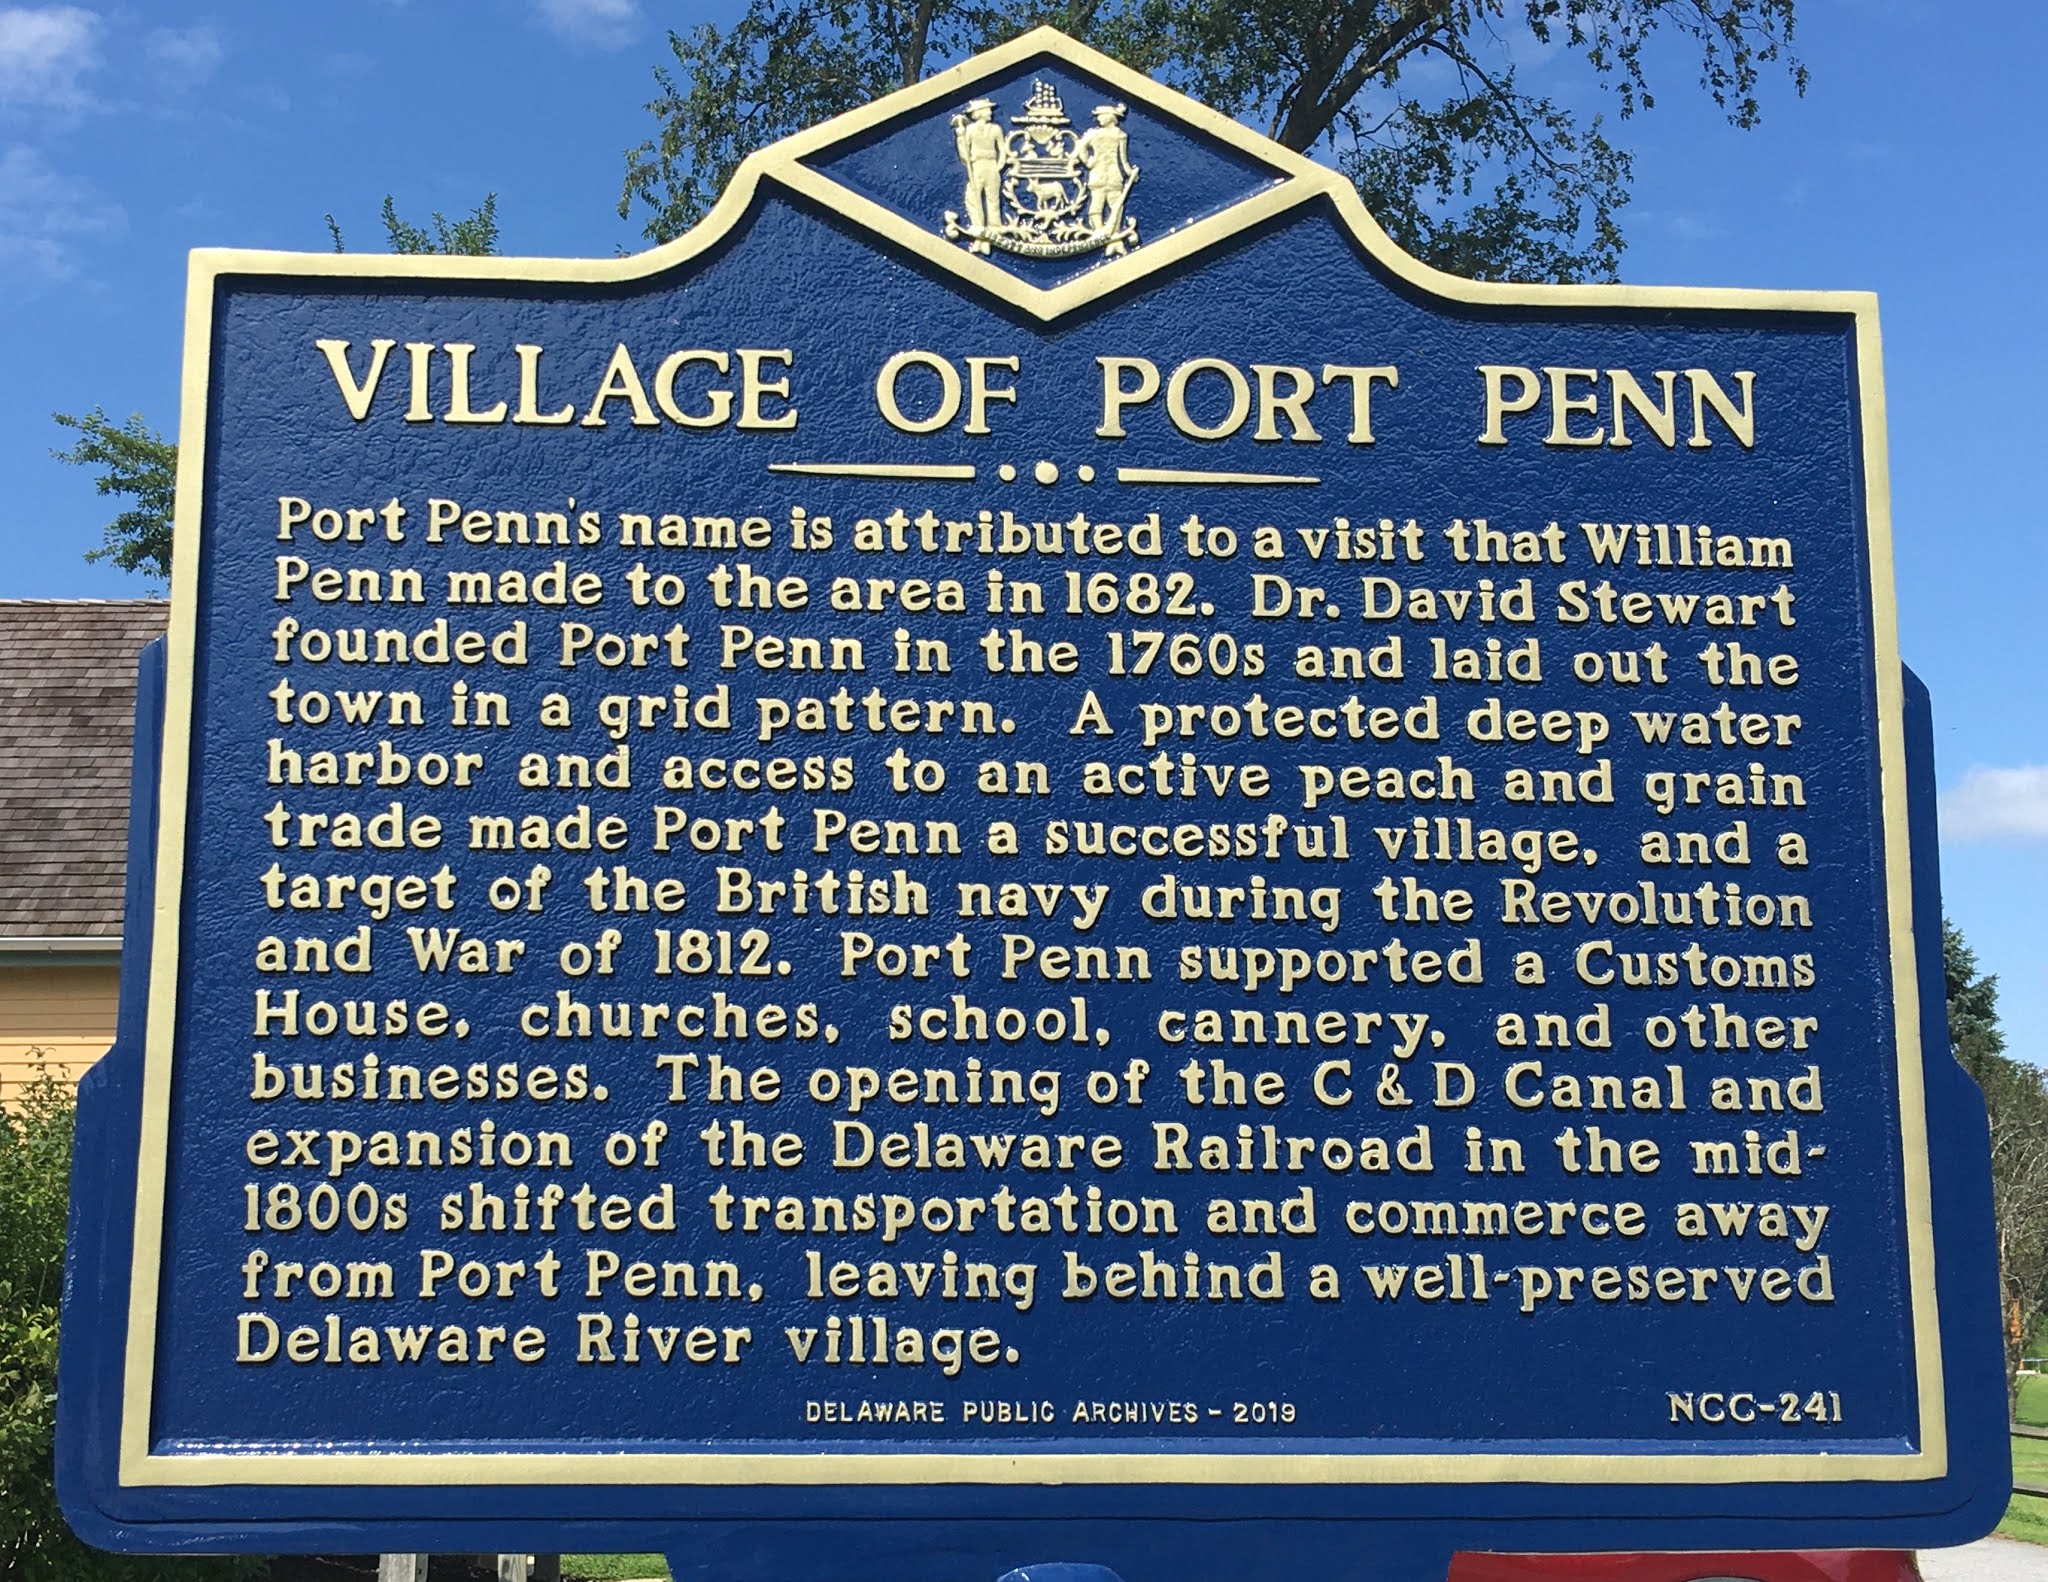 LIBERTY AND INDEPENDENCE
VILLAGE OF PORT PENN
Port Penn's name is attributed to a visit that William
Penn made to the area in 1682. Dr. David Stewart
founded Port Penn in the 1760s and laid out the
town in a grid pattern. A protected deep water
harbor and access to an active peach and grain
trade made Port Penn a successful village, and a
target of the British navy during the Revolution
and War of 1812. Port Penn supported a Customs
House, churches, school, cannery, and other
businesses. The opening of the C & D Canal and
expansion of the Delaware Railroad in the mid-
1800s shifted transportation and commerce away
from Port Penn, leaving behind a well-preserved
Delaware River village.
DELAWARE PUBLIC ARCHIVES - 2019
NCC-241